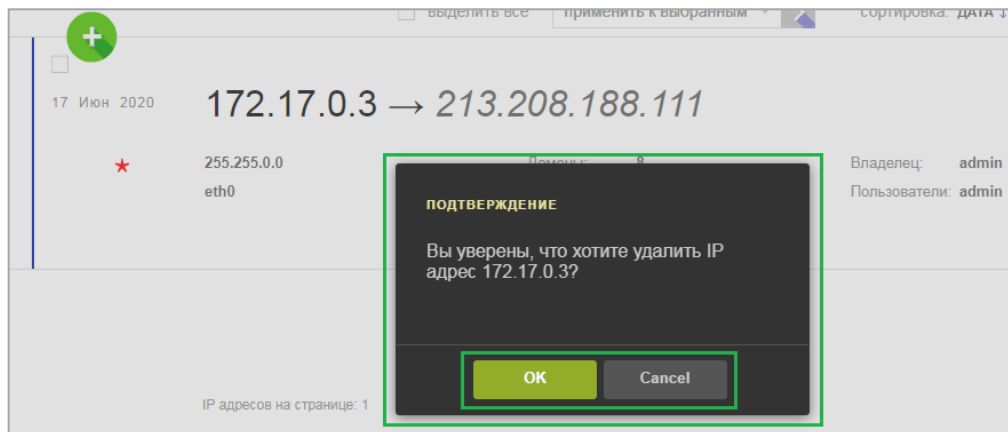 выделить все применить к выбранным сортировка: ДАТА ↓
17 Июн 2020
172.17.0.3 → 213.208.188.111
255.255.0.0 Домены: 8 Владелец: admin
eth0 Пользователи: admin
ПОДТВЕРЖДЕНИЕ
Вы уверены, что хотите удалить IP
адрес 172.17.0.3?
OK Cancel
IP адресов на странице: 1